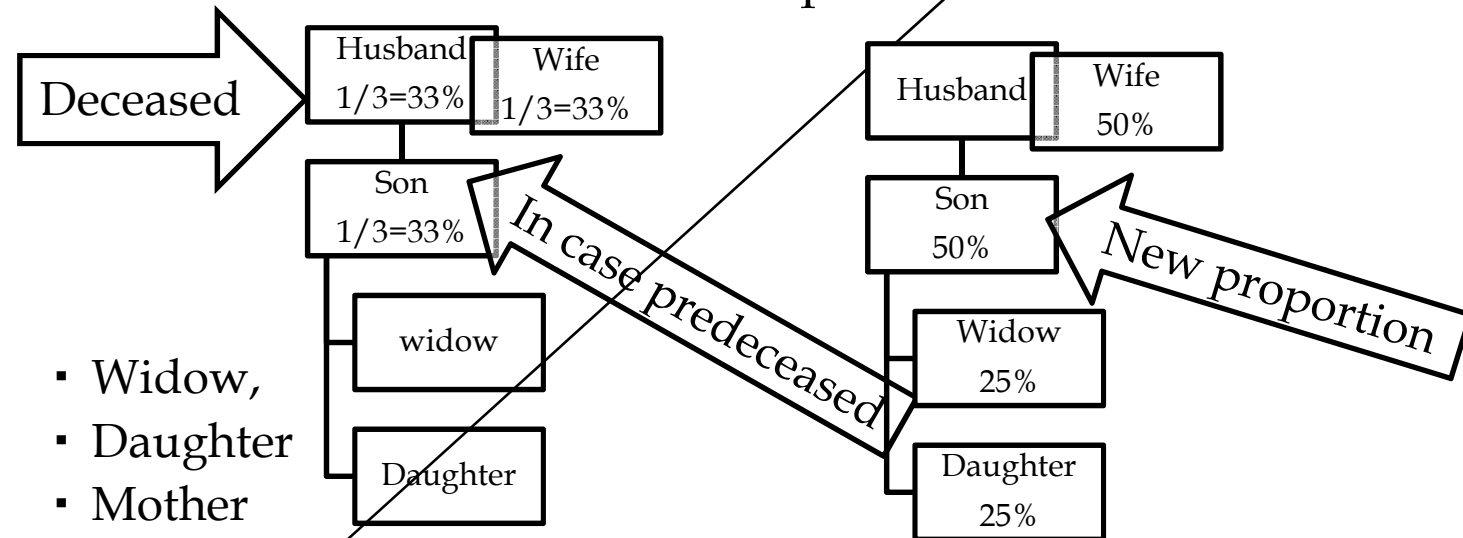 Deceased
Husband
1/3=33%
Wife
1/3=33%
Son
1/3=33%
In case predeceased
widow
Daughter
▪ Widow,
▪ Daughter
▪ Mother
Husband
Wife
50%
Son
50%
New proportion
Widow
25%
Daughter
25%